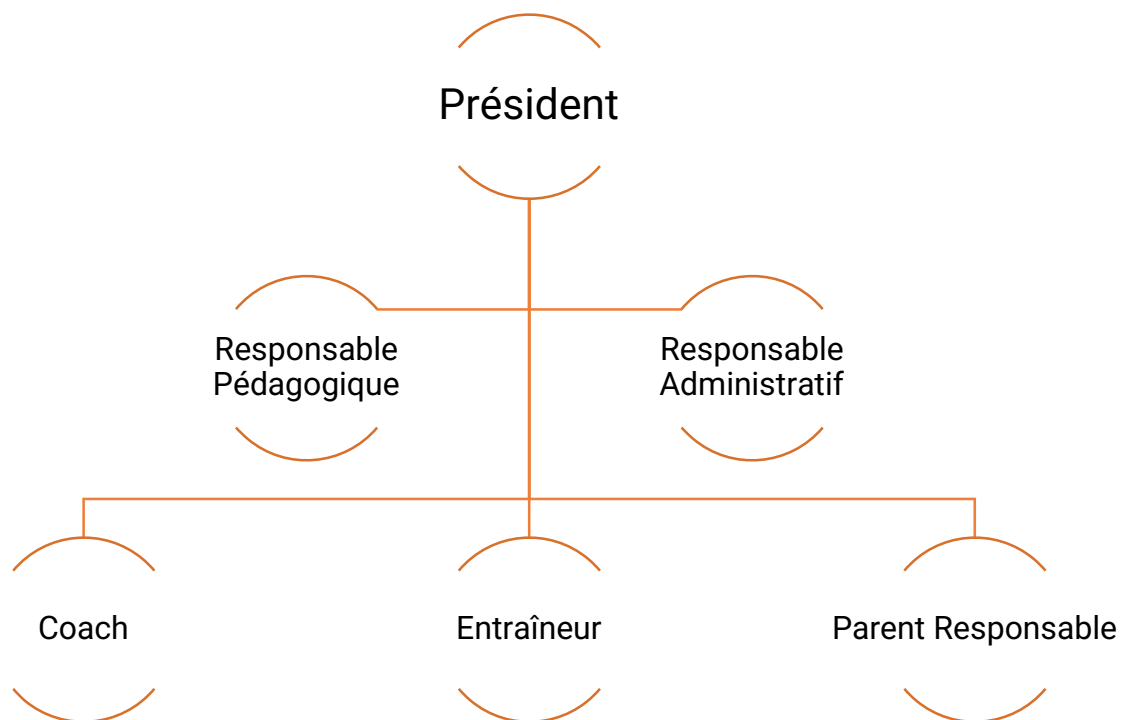 Président
Responsable
Pédagogique
Responsable
Administratif
Coach
Entraîneur
Parent Responsable